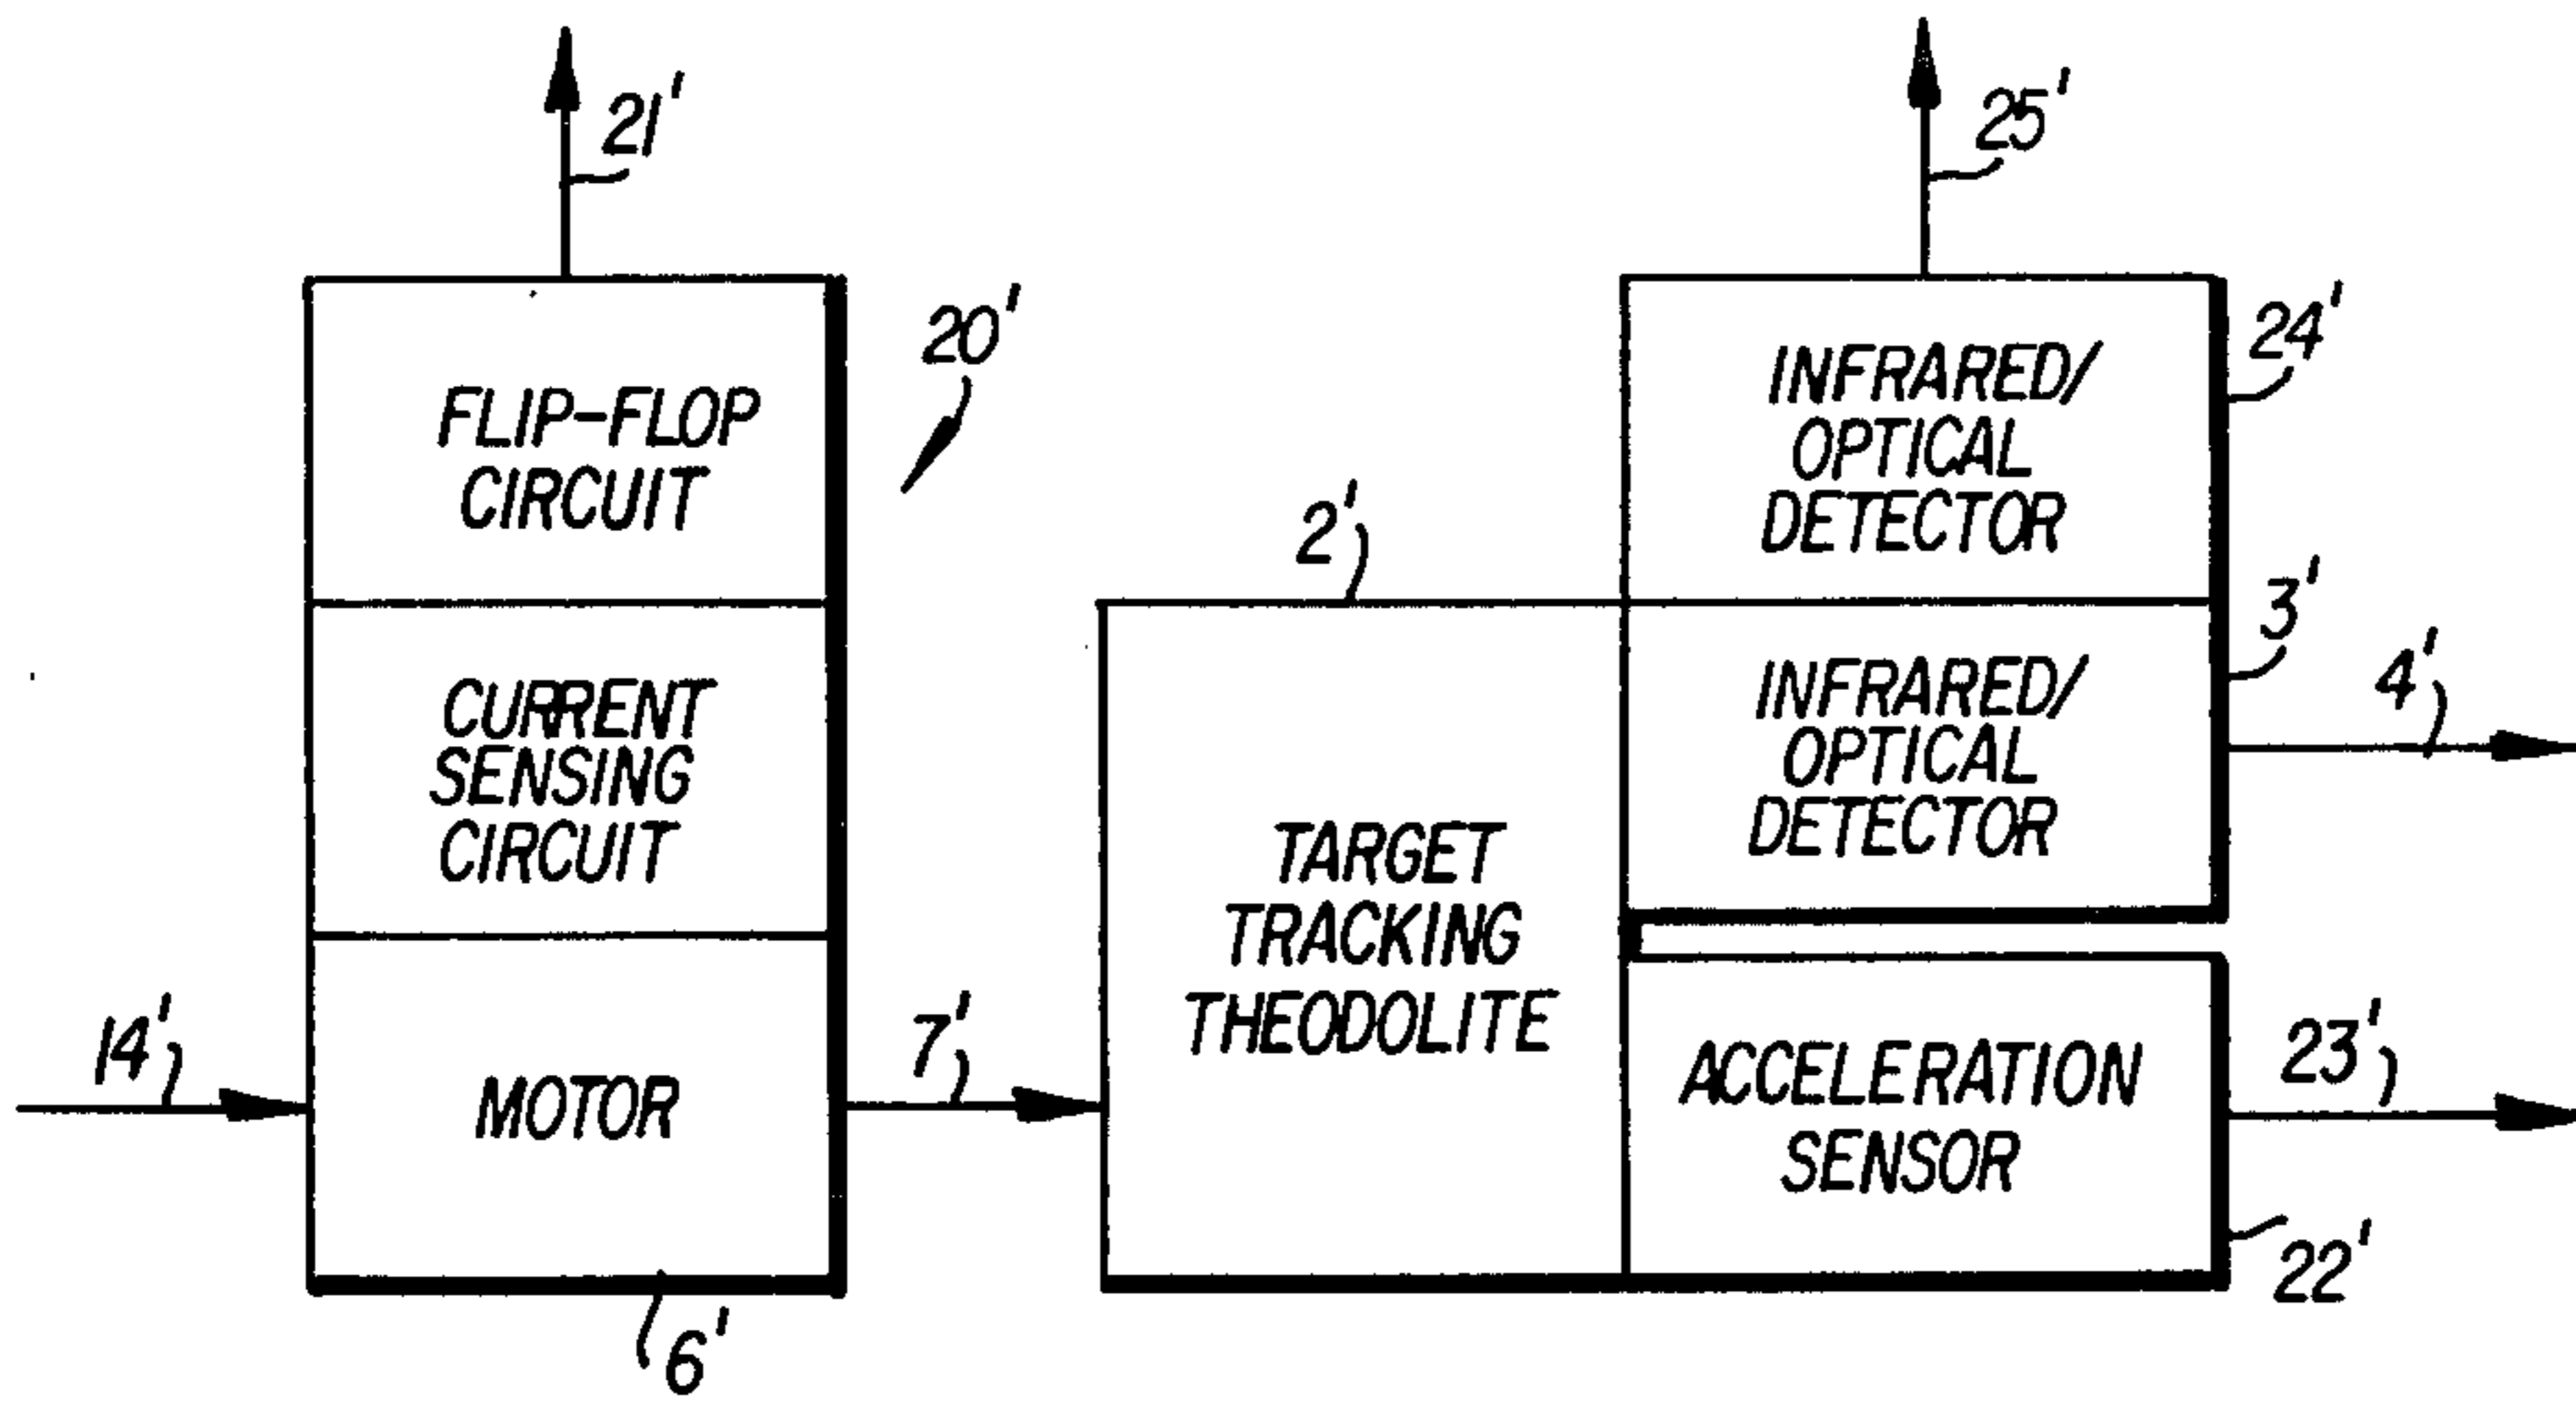 21'
25'
20'
24'
FLIP-FLOP
CIRCUIT
INFRARED/
OPTICAL
DETECTOR
2'
3'
CURRENT
SENSING
CIRCUIT
INFRARED/
OPTICAL
DETECTOR
4'
TARGET
TRACKING
THEODOLITE
14'
MOTOR
7'
ACCELERATION
SENSOR
23'
22'
6'